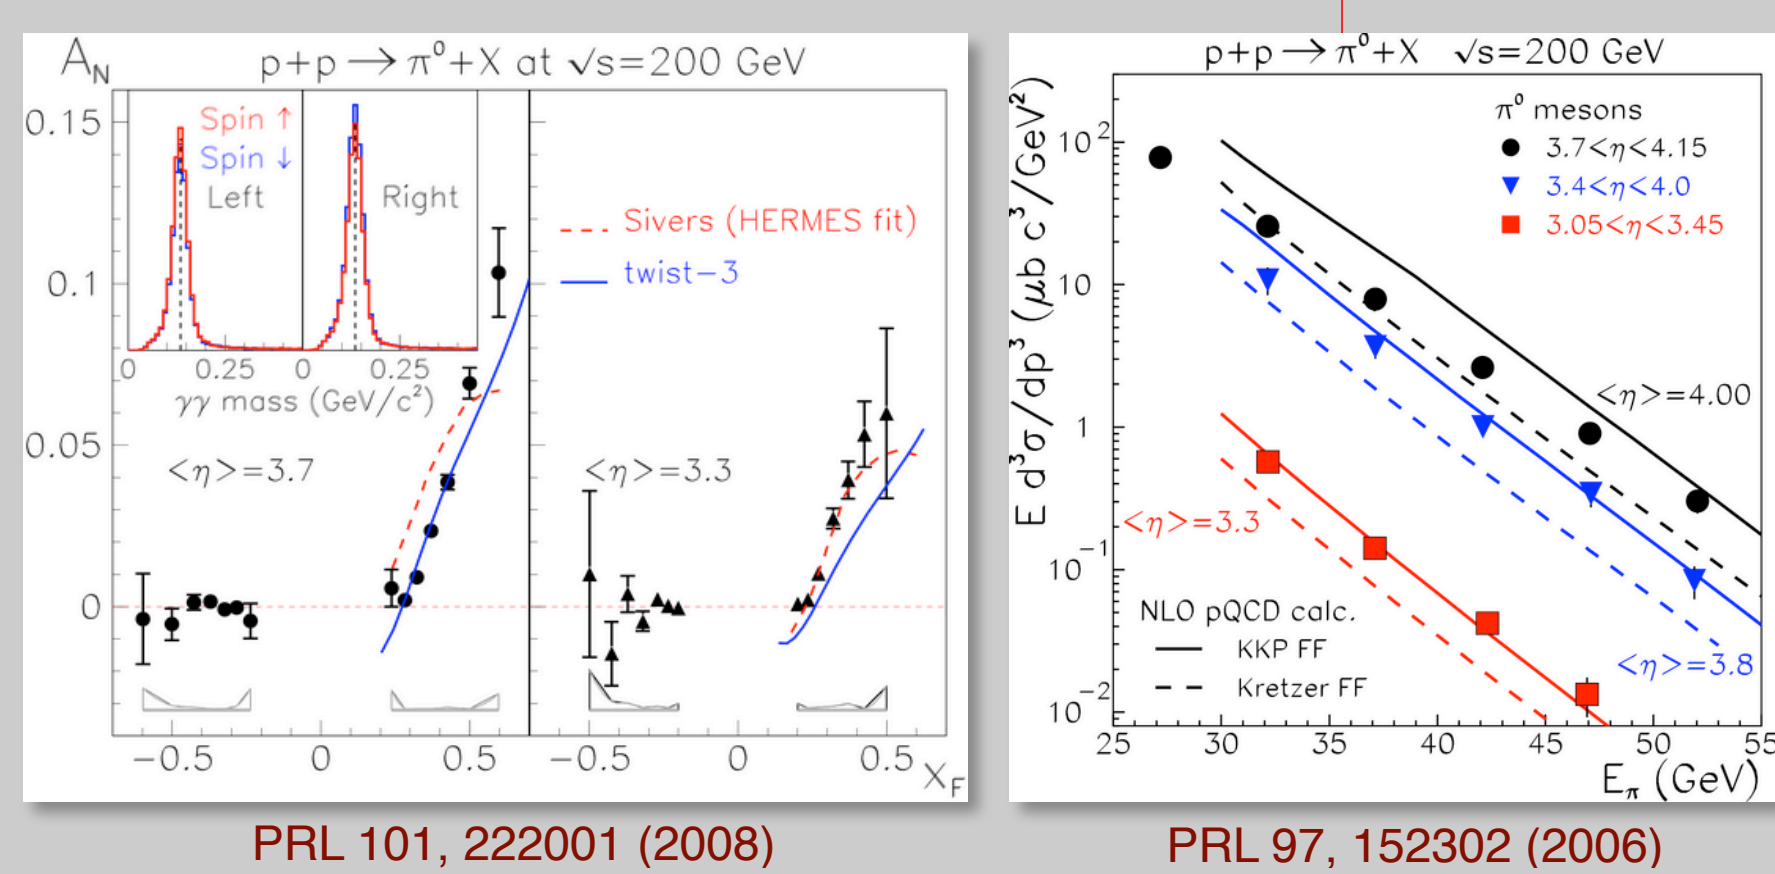 A_N
p+p → π⁰+X at √s=200 GeV
0.15
0.1
0.05
0
Spin ↑
Spin ↓
Left
Right
0 0.25 0 0.25
γγ mass (GeV/c²)
Sivers (HERMES fit)
twist-3
<η>=3.7
<η>=3.3
-0.5 0 0.5 -0.5 0 0.5
X_F
PRL 101, 222001 (2008)
p+p → π⁰+X √s=200 GeV
E d³σ/dp³ (μb c³/GeV²)
10²
10
1
10⁻¹
10⁻²
π⁰ mesons
3.7<η<4.15
3.4<η<4.0
3.05<η<3.45
<η>=4.00
<η>=3.3
<η>=3.8
NLO pQCD calc.
KKP FF
Kretzer FF
25 30 35 40 45 50 55
E_π (GeV)
PRL 97, 152302 (2006)